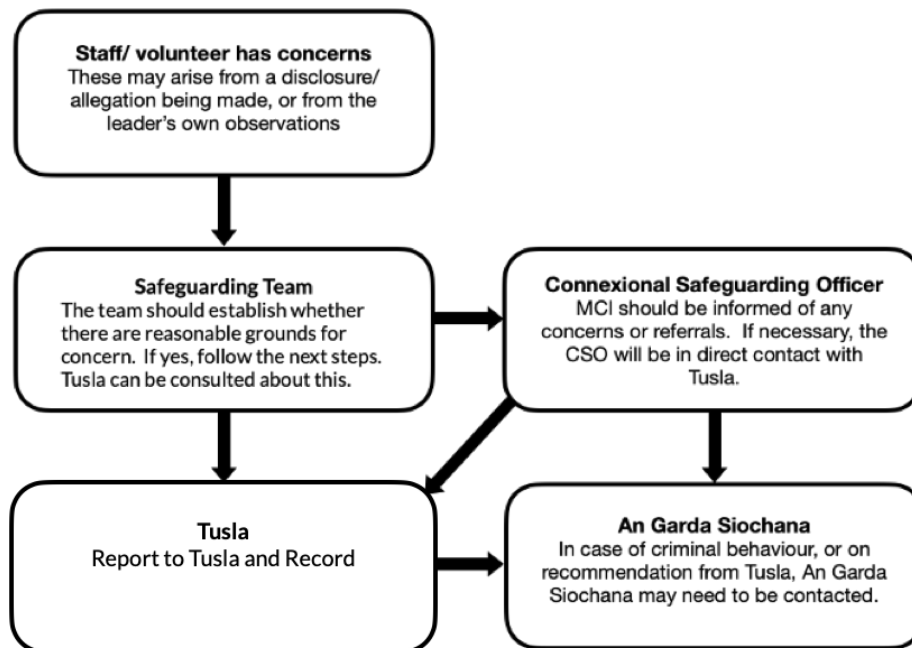 Staff/ volunteer has concerns
These may arise from a disclosure/
allegation being made, or from the
leader's own observations
Safeguarding Team
The team should establish whether
there are reasonable grounds for
concern.  If yes, follow the next steps.
Tusla can be consulted about this.
Connexional Safeguarding Officer
MCI should be informed of any
concerns or referrals.  If necessary, the
CSO will be in direct contact with
Tusla.
Tusla
Report to Tusla and Record
An Garda Siochana
In case of criminal behaviour, or on
recommendation from Tusla, An Garda
Siochana may need to be contacted.